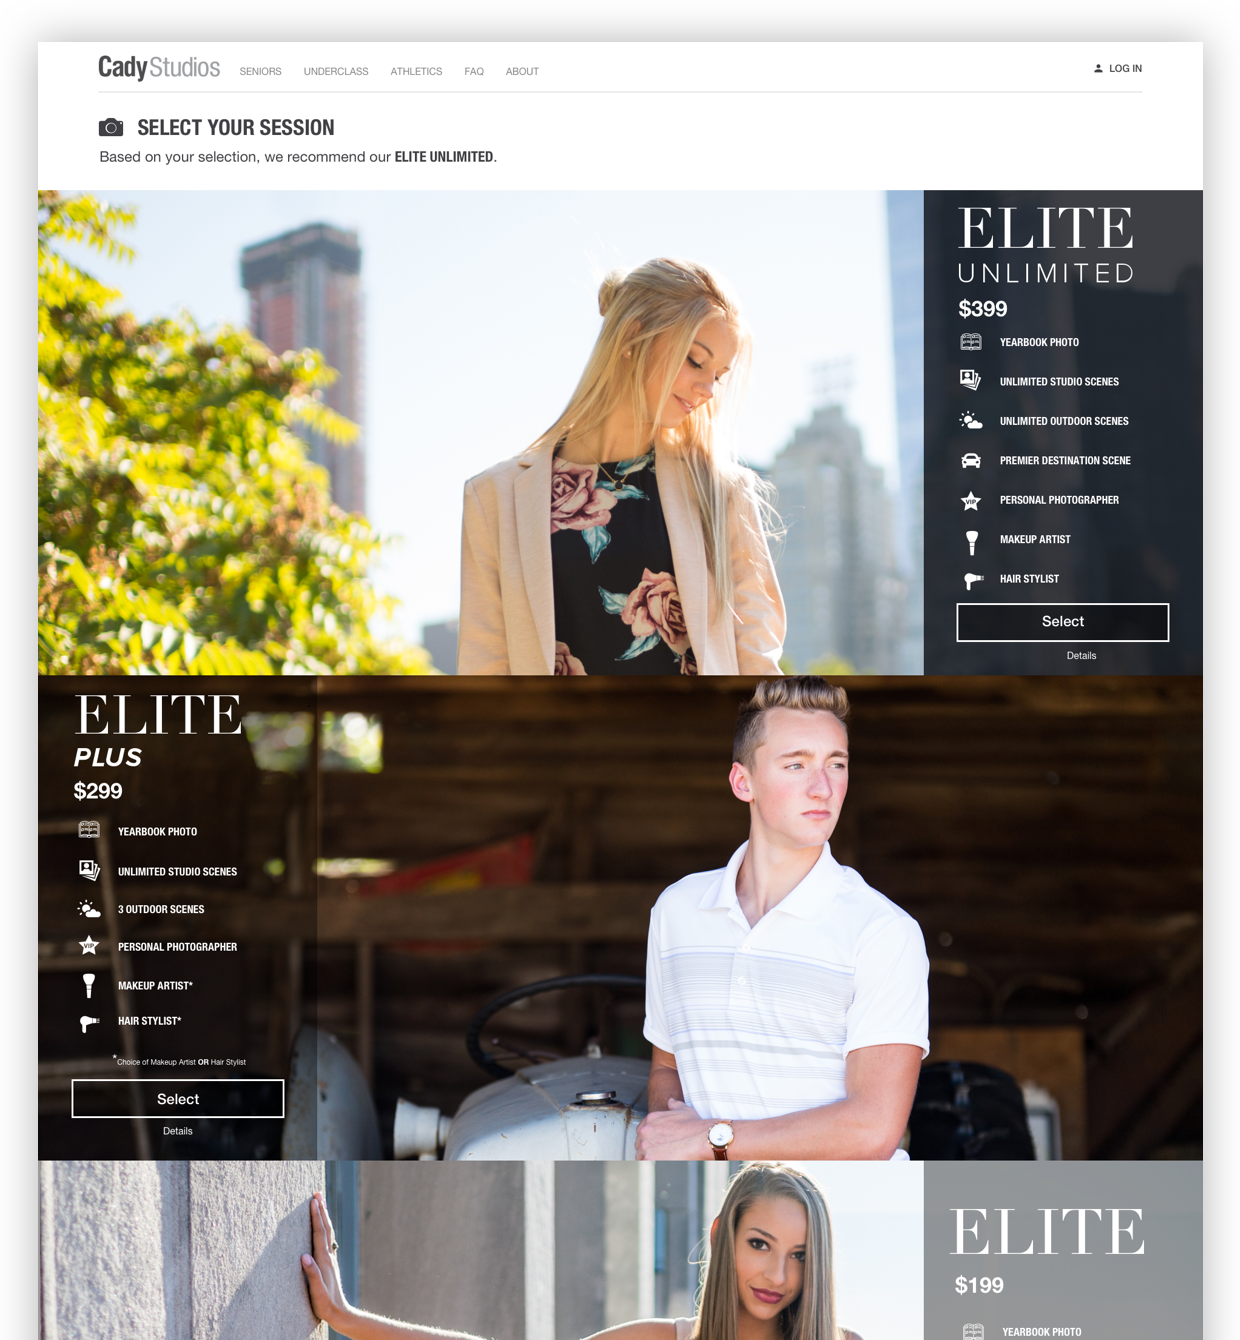 CadyStudios SENIORS UNDERCLASS ATHLETICS FAQ ABOUT LOG IN
SELECT YOUR SESSION
Based on your selection, we recommend our ELITE UNLIMITED.
ELITE
UNLIMITED
$399
YEARBOOK PHOTO
UNLIMITED STUDIO SCENES
UNLIMITED OUTDOOR SCENES
PREMIER DESTINATION SCENE
VIP PERSONAL PHOTOGRAPHER
MAKEUP ARTIST
HAIR STYLIST
Select
Details
ELITE
PLUS
$299
YEARBOOK PHOTO
UNLIMITED STUDIO SCENES
3 OUTDOOR SCENES
VIP PERSONAL PHOTOGRAPHER
MAKEUP ARTIST*
HAIR STYLIST*
*Choice of Makeup Artist OR Hair Stylist
Select
Details
ELITE
$199
YEARBOOK PHOTO